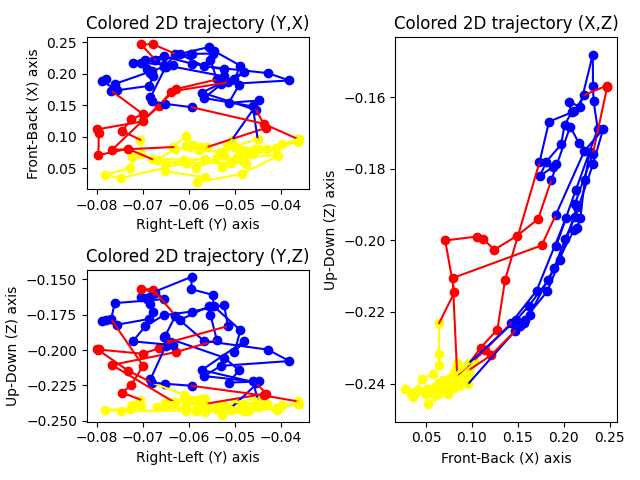 Colored 2D trajectory (Y,X)
Front-Back (X) axis
0.25
0.20
0.15
0.10
0.05
−0.08 −0.07 −0.06 −0.05 −0.04
Right-Left (Y) axis
Colored 2D trajectory (Y,Z)
Up-Down (Z) axis
−0.150
−0.175
−0.200
−0.225
−0.250
−0.08 −0.07 −0.06 −0.05 −0.04
Right-Left (Y) axis
Colored 2D trajectory (X,Z)
Up-Down (Z) axis
−0.16
−0.18
−0.20
−0.22
−0.24
0.05 0.10 0.15 0.20 0.25
Front-Back (X) axis